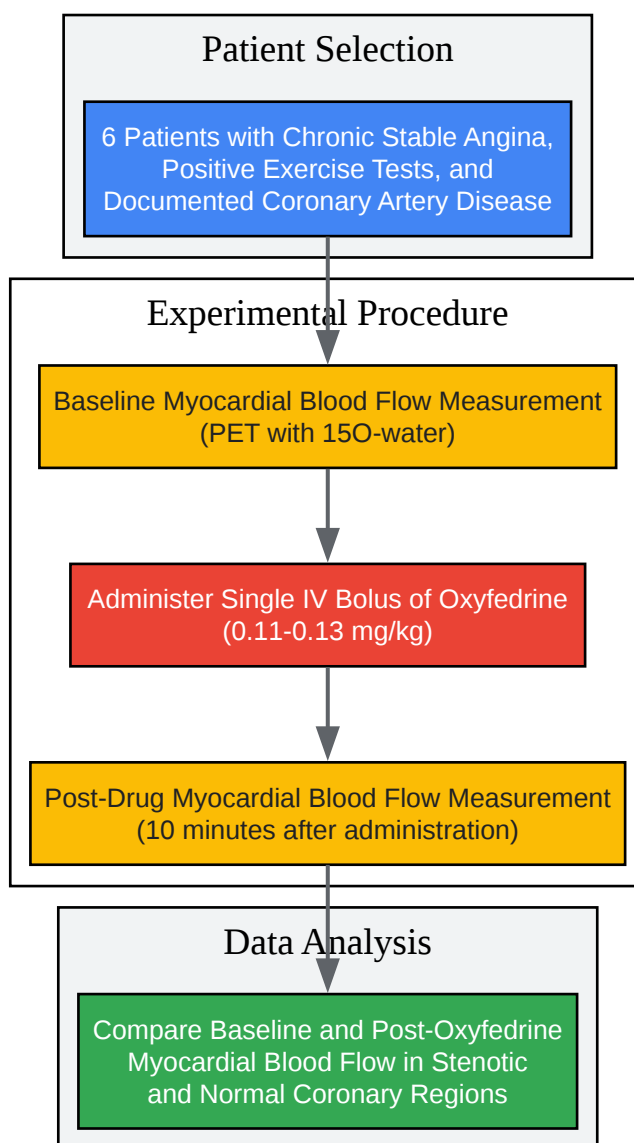 Patient Selection
6 Patients with Chronic Stable Angina,
Positive Exercise Tests, and
Documented Coronary Artery Disease
Experimental Procedure
Baseline Myocardial Blood Flow Measurement
(PET with 15O-water)
Administer Single IV Bolus of Oxyfedrine
(0.11-0.13 mg/kg)
Post-Drug Myocardial Blood Flow Measurement
(10 minutes after administration)
Data Analysis
Compare Baseline and Post-Oxyfedrine
Myocardial Blood Flow in Stenotic
and Normal Coronary Regions